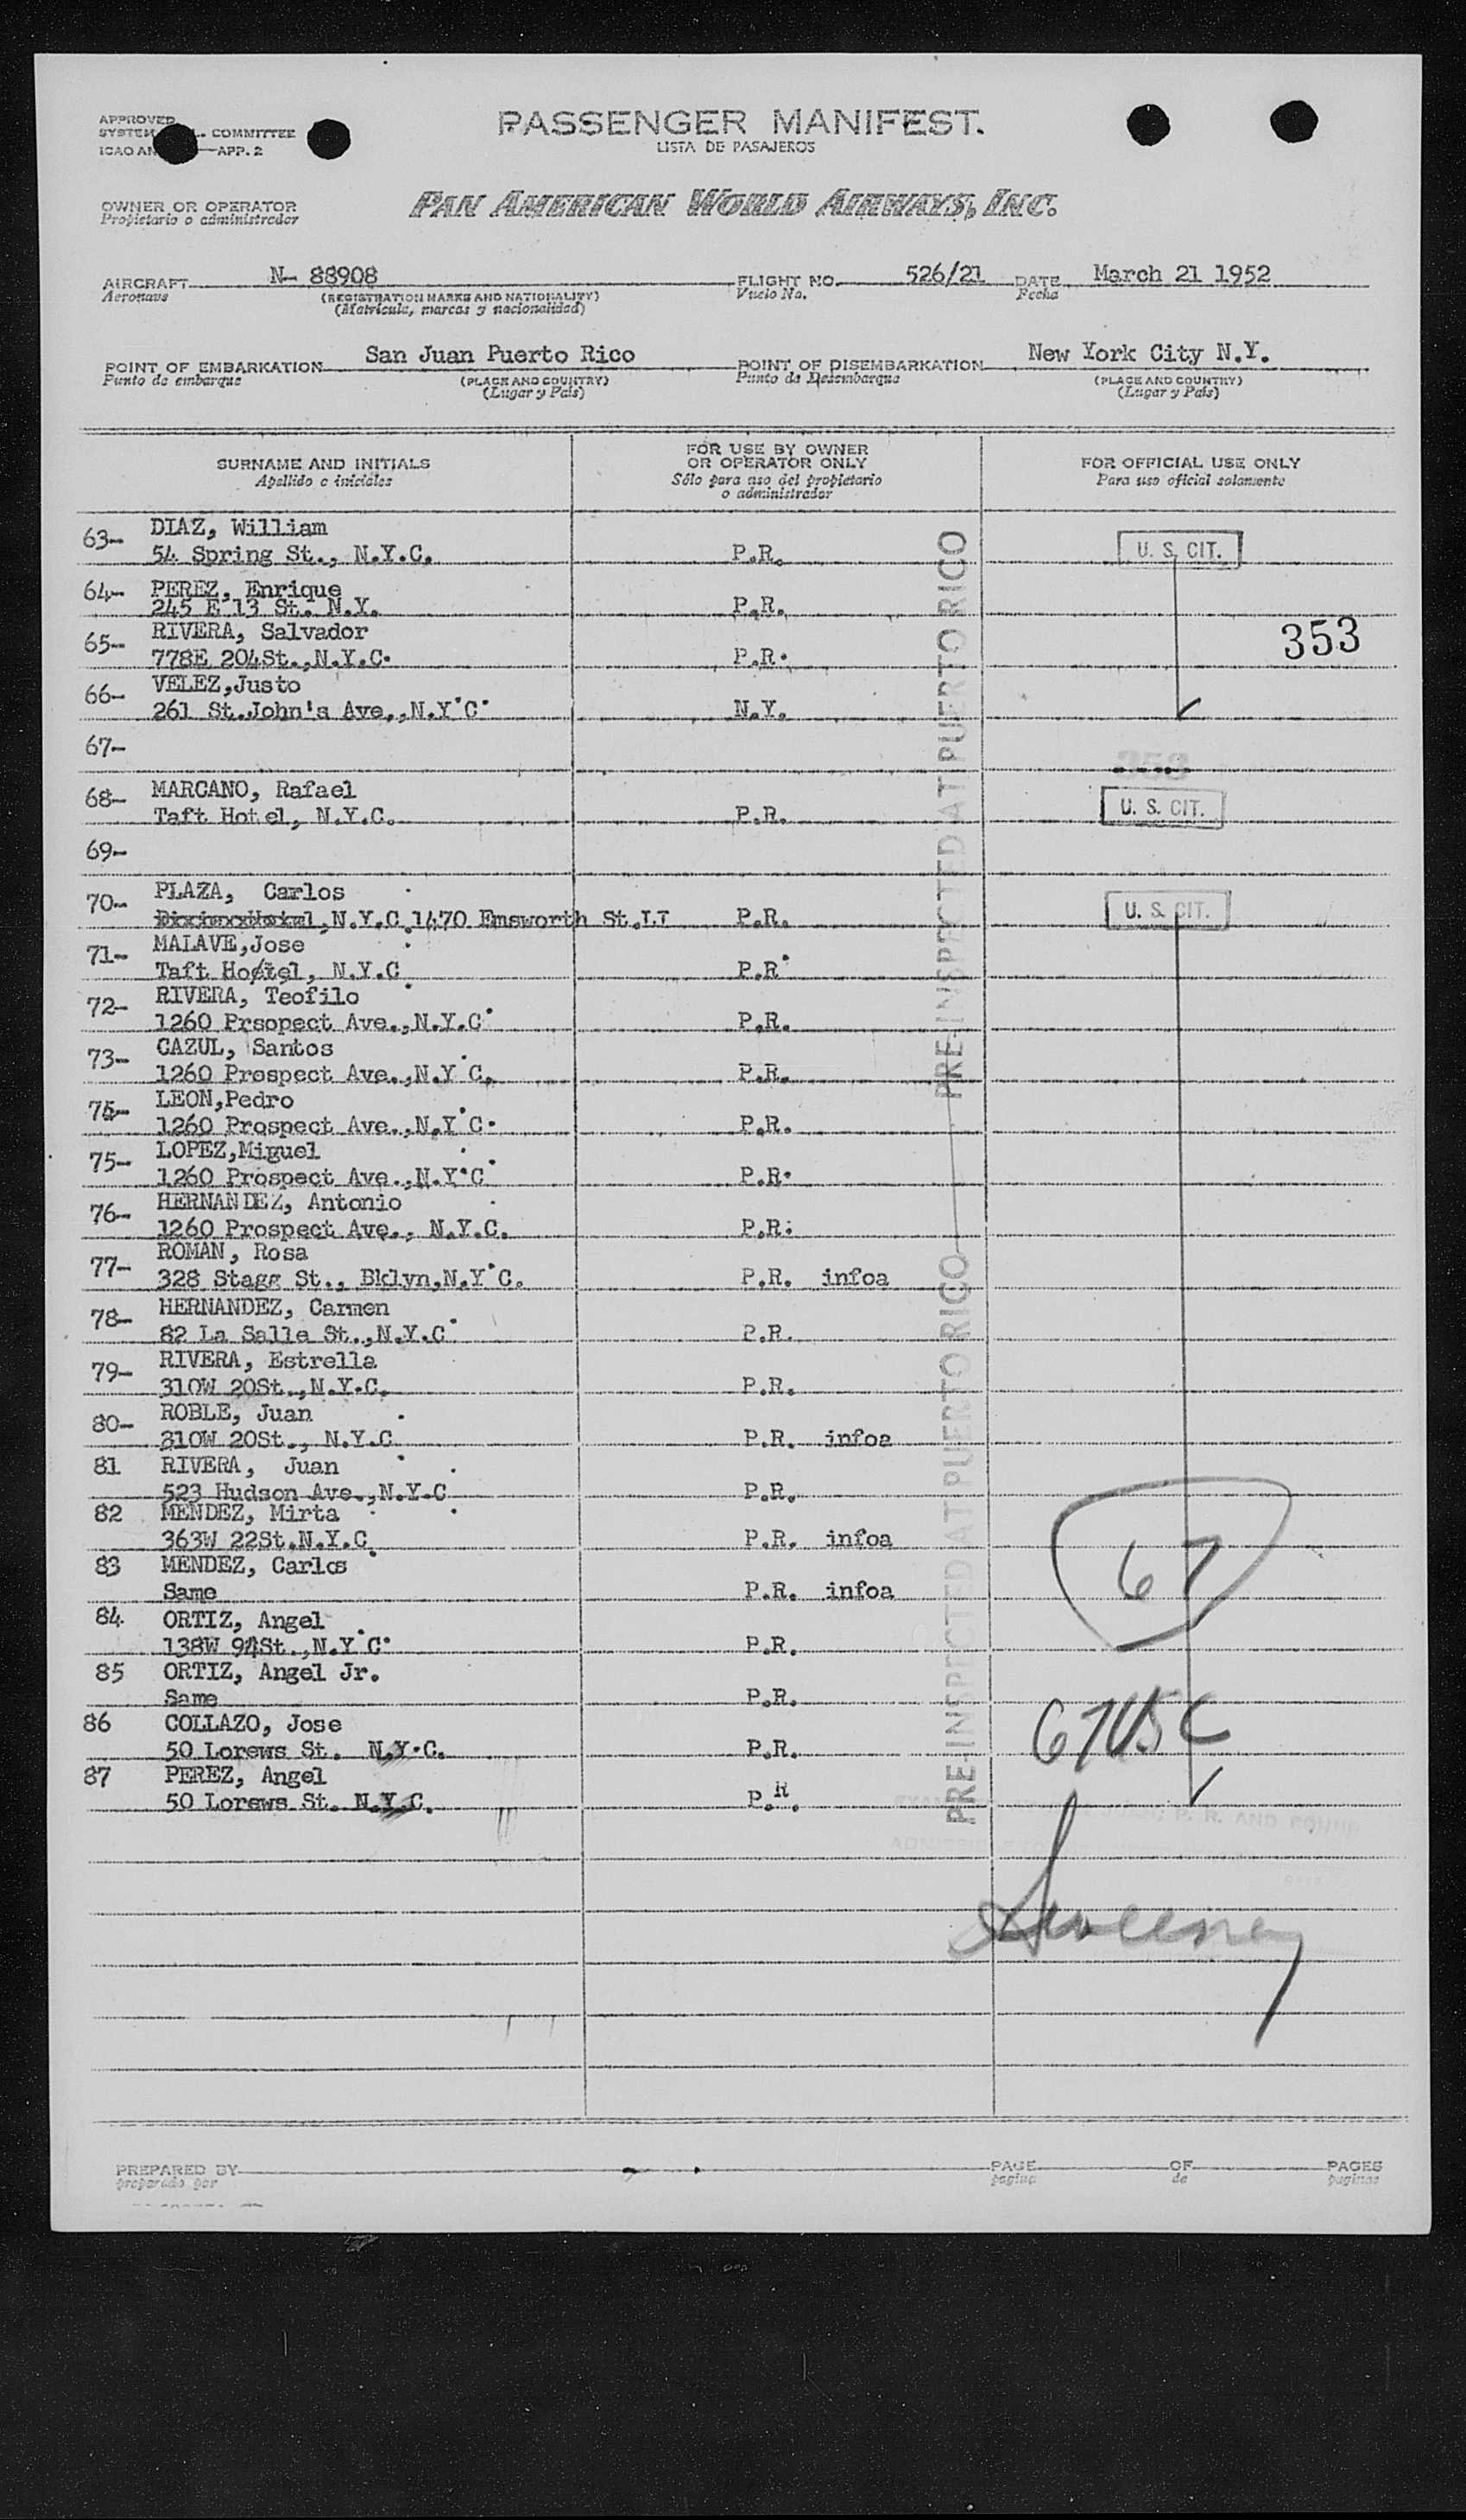 APPROVED
SYSTEM COMMITTEE
ICAO AN —APP. 2
PASSENGER MANIFEST.
LISTA DE PASAJEROS
OWNER OR OPERATOR
Propietario o administrador
PAN AMERICAN WORLD AIRWAYS, INC.
AIRCRAFT N- 88908 FLIGHT NO. 526/21 DATE March 21 1952
Aeronave (REGISTRATION MARKS AND NATIONALITY) Vuelo No. Fecha
(Matrícula, marcas y nacionalidad)
POINT OF EMBARKATION San Juan Puerto Rico POINT OF DISEMBARKATION New York City N.Y.
Punto de embarque (PLACE AND COUNTRY) Punto de Desembarque (PLACE AND COUNTRY)
(Lugar y País) (Lugar y País)
SURNAME AND INITIALS
Apellido e iniciales
FOR USE BY OWNER
OR OPERATOR ONLY
Sólo para uso del propietario
o administrador
FOR OFFICIAL USE ONLY
Para uso oficial solamente
63- DIAZ, William
54 Spring St., N.Y.C. P.R. U. S. CIT.
64- PEREZ, Enrique
245 E 13 St. N.Y. P.R.
65- RIVERA, Salvador 353
778E 204St.,N.Y.C. P.R.
66- VELEZ,Justo
261 St.John's Ave.,N.Y.C. N.Y.
67-
353
68- MARCANO, Rafael
Taft Hotel, N.Y.C. P.R. U. S. CIT.
69-
70- PLAZA, Carlos
,N.Y.C.1470 Emsworth St.LI P.R. U. S. CIT.
71- MALAVE,Jose
Taft Hostel, N.Y.C. P.R.
72- RIVERA, Teofilo
1260 Prsopect Ave.,N.Y.C. P.R.
73- CAZUL, Santos
1260 Prospect Ave.,N.Y.C. P.R.
75- LEON,Pedro
1260 Prospect Ave.,N.Y.C. P.R.
75- LOPEZ,Miguel
1260 Prospect Ave.,N.Y.C. P.R.
76- HERNANDEZ, Antonio
1260 Prospect Ave., N.Y.C. P.R.
77- ROMAN, Rosa
328 Stagg St., Bklyn,N.Y.C. P.R. infoa
78- HERNANDEZ, Carmen
82 La Salle St.,N.Y.C. P.R.
79- RIVERA, Estrella
310W 20St.,N.Y.C. P.R.
80- ROBLE, Juan
310W 20St., N.Y.C. P.R. infoa
81 RIVERA, Juan
523 Hudson Ave.,N.Y.C. P.R.
82 MENDEZ, Mirta
363W 22St.N.Y.C. P.R. infoa
83 MENDEZ, Carlos 67
Same P.R. infoa
84 ORTIZ, Angel
138W 94St.,N.Y.C. P.R.
85 ORTIZ, Angel Jr.
Same P.R.
86 COLLAZO, Jose 67 USC
50 Lorews St. N.Y.C. P.R.
87 PEREZ, Angel
50 Lorews St. N.Y.C. P.R.
PRE-INSPECTED AT PUERTO RICO
PRE-INSPECTED AT PUERTO RICO
Sweeney
PREPARED BY PAGE OF PAGES
preparado por pagina de paginas